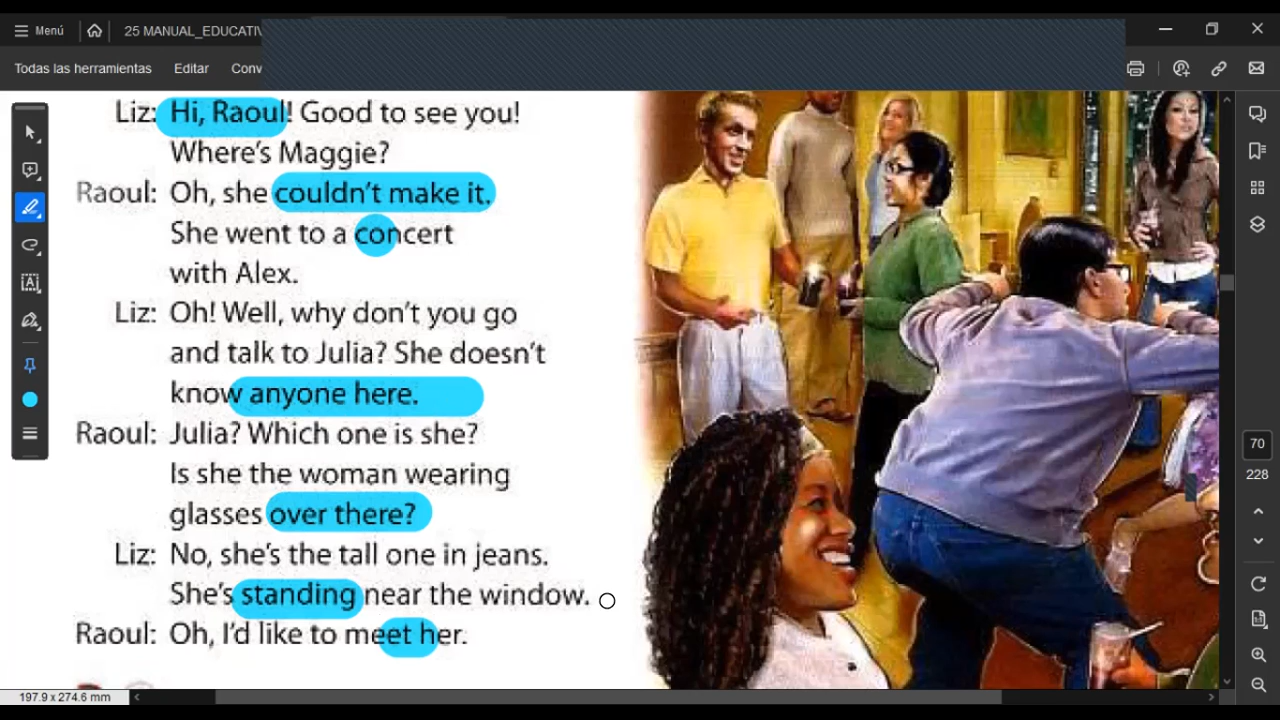 Menú
25 MANUAL_EDUCATIV
Todas las herramientas Editar Conv
Liz: Hi, Raoul! Good to see you!
Where's Maggie?
Raoul: Oh, she couldn't make it.
She went to a concert
with Alex.
Liz: Oh! Well, why don't you go
and talk to Julia? She doesn't
know anyone here.
Raoul: Julia? Which one is she?
Is she the woman wearing
glasses over there?
Liz: No, she's the tall one in jeans.
She's standing near the window.
Raoul: Oh, I'd like to meet her.
70
228
197.9 x 274.6 mm